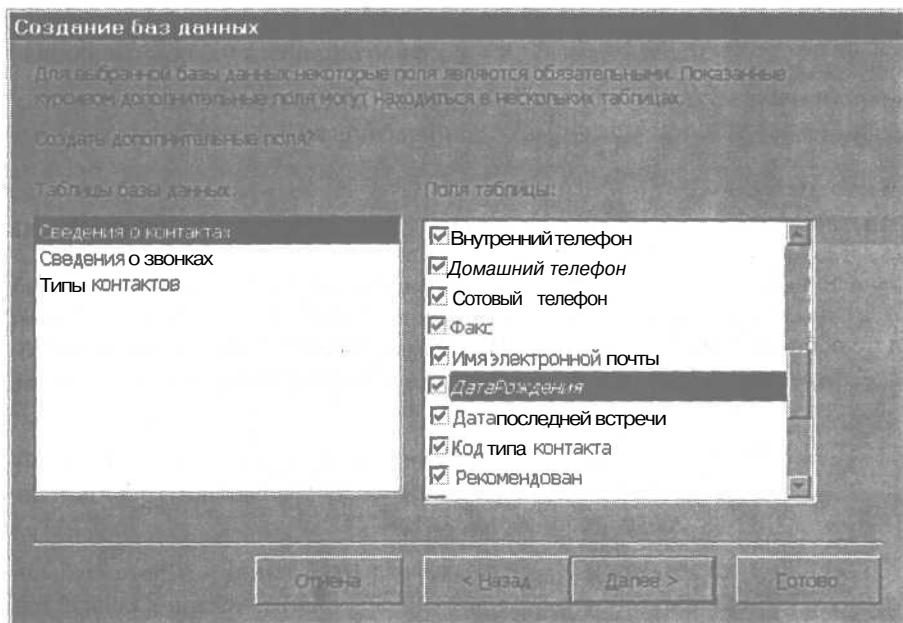 Создание баз данных
Для выбранной базы данных некоторые поля являются обязательными. Показанные
курсивом дополнительные поля могут находиться в нескольких таблицах.
Создать дополнительные поля?
Таблицы базы данных:
Поля таблицы:
Сведения о контактах
Сведения о звонках
Типы контактов
Внутренний телефон
Домашний телефон
Сотовый телефон
Факс
Имя электронной почты
ДатаРождения
Дата последней встречи
Код типа контакта
Рекомендован
Отмена
< Назад
Далее >
Готово